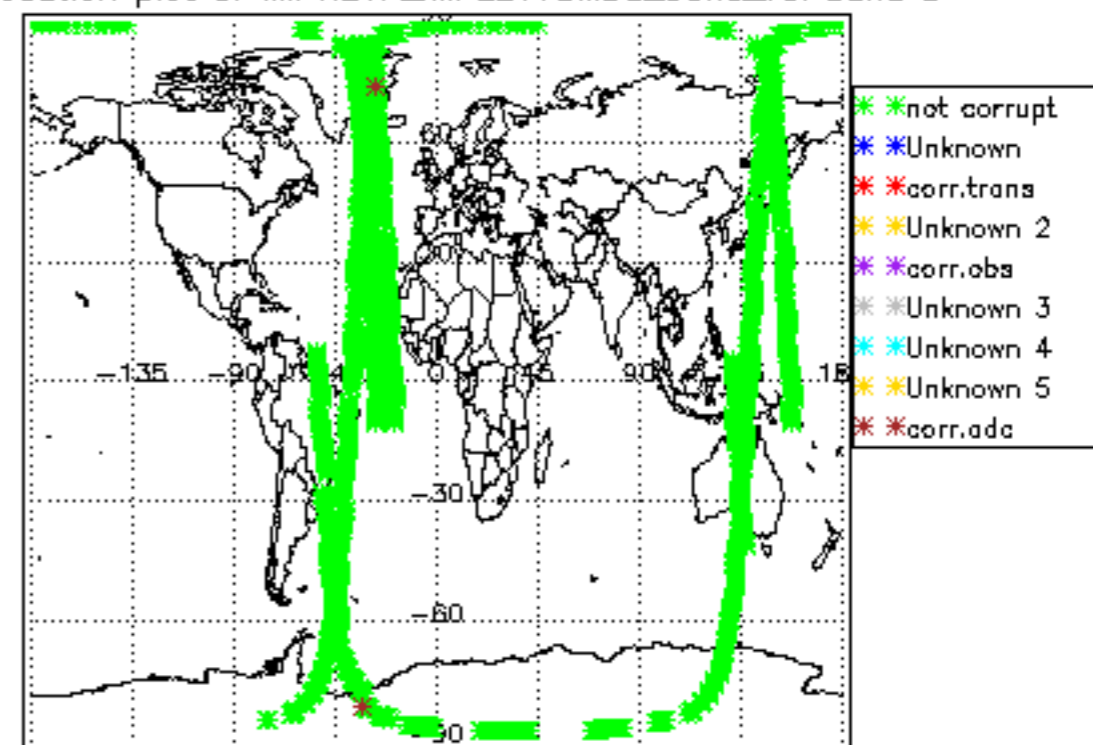 not corrupt
Unknown
corr.trans
Unknown 2
corr.obs
Unknown 3
Unknown 4
Unknown 5
corr.adc
60
-135
-90
0
45
90
-30
-60